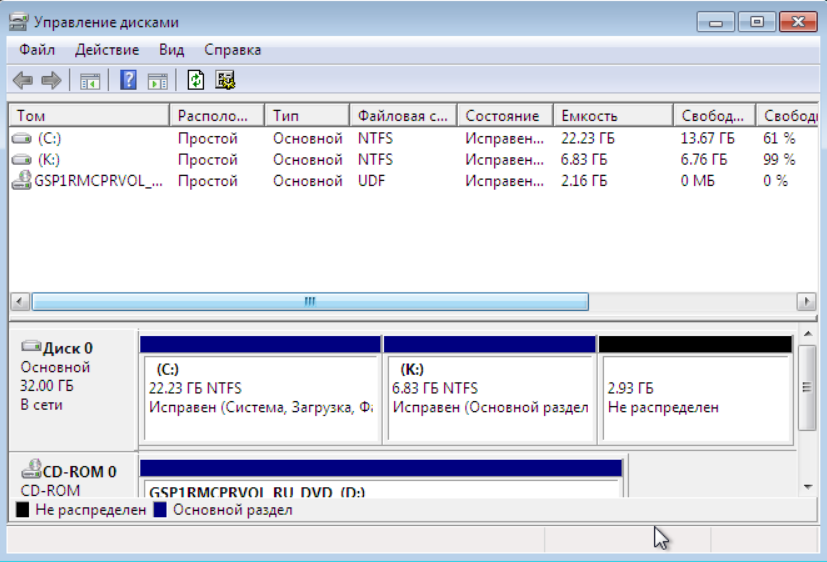 Управление дисками
Файл Действие Вид Справка
Том Располо... Тип Файловая с... Состояние Емкость Свобод... Свобод
(C:) Простой Основной NTFS Исправен... 22.23 ГБ 13.67 ГБ 61 %
(K:) Простой Основной NTFS Исправен... 6.83 ГБ 6.76 ГБ 99 %
GSP1RMCPRVOL_... Простой Основной UDF Исправен... 2.16 ГБ 0 МБ 0 %
Диск 0
Основной
32.00 ГБ
В сети
(C:)
22.23 ГБ NTFS
Исправен (Система, Загрузка, Фа
(K:)
6.83 ГБ NTFS
Исправен (Основной раздел
2.93 ГБ
Не распределен
CD-ROM 0
CD-ROM
GSP1RMCPRVOL_RU_DVD (D:)
Не распределен Основной раздел